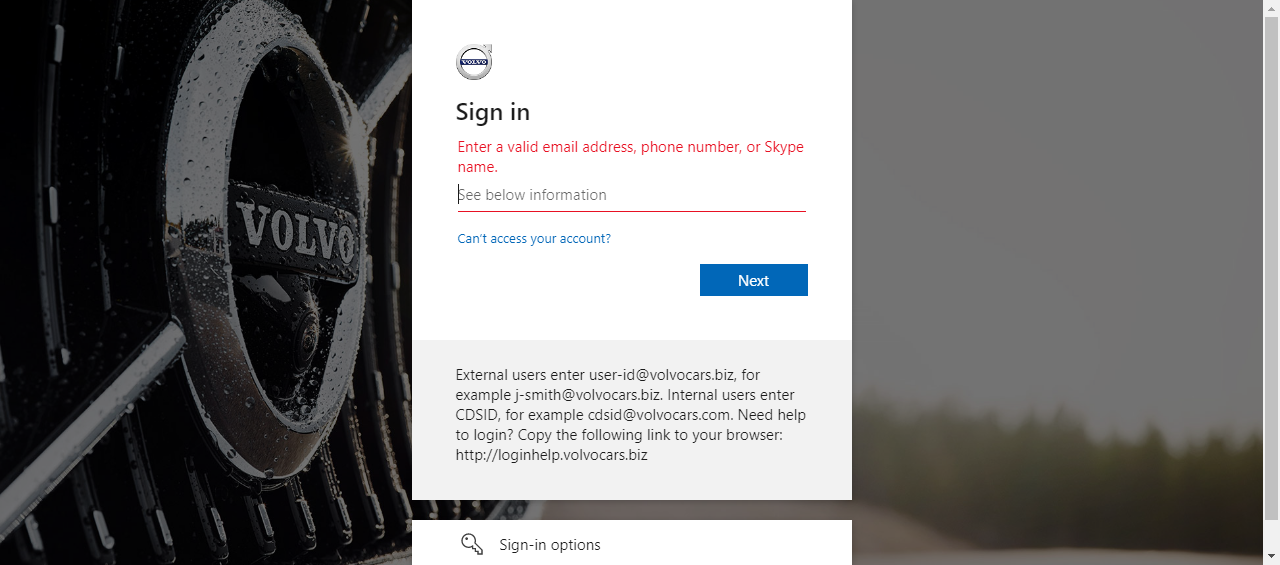 VOLVO
VOLVO
Sign in
Enter a valid email address, phone number, or Skype
name.
See below information
Can't access your account?
Next
External users enter user-id@volvocars.biz, for
example j-smith@volvocars.biz. Internal users enter
CDSID, for example cdsid@volvocars.com. Need help
to login? Copy the following link to your browser:
http://loginhelp.volvocars.biz
Sign-in options